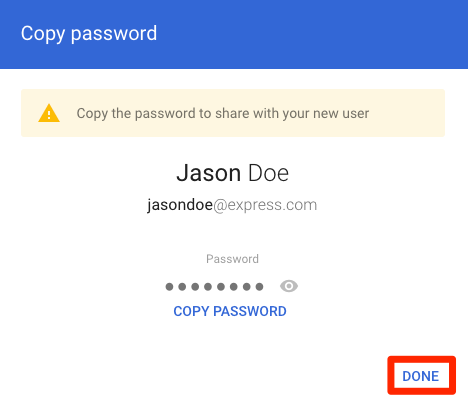 Copy password
Copy the password to share with your new user
Jason Doe
jasondoe@express.com
Password
••••••••
COPY PASSWORD
DONE